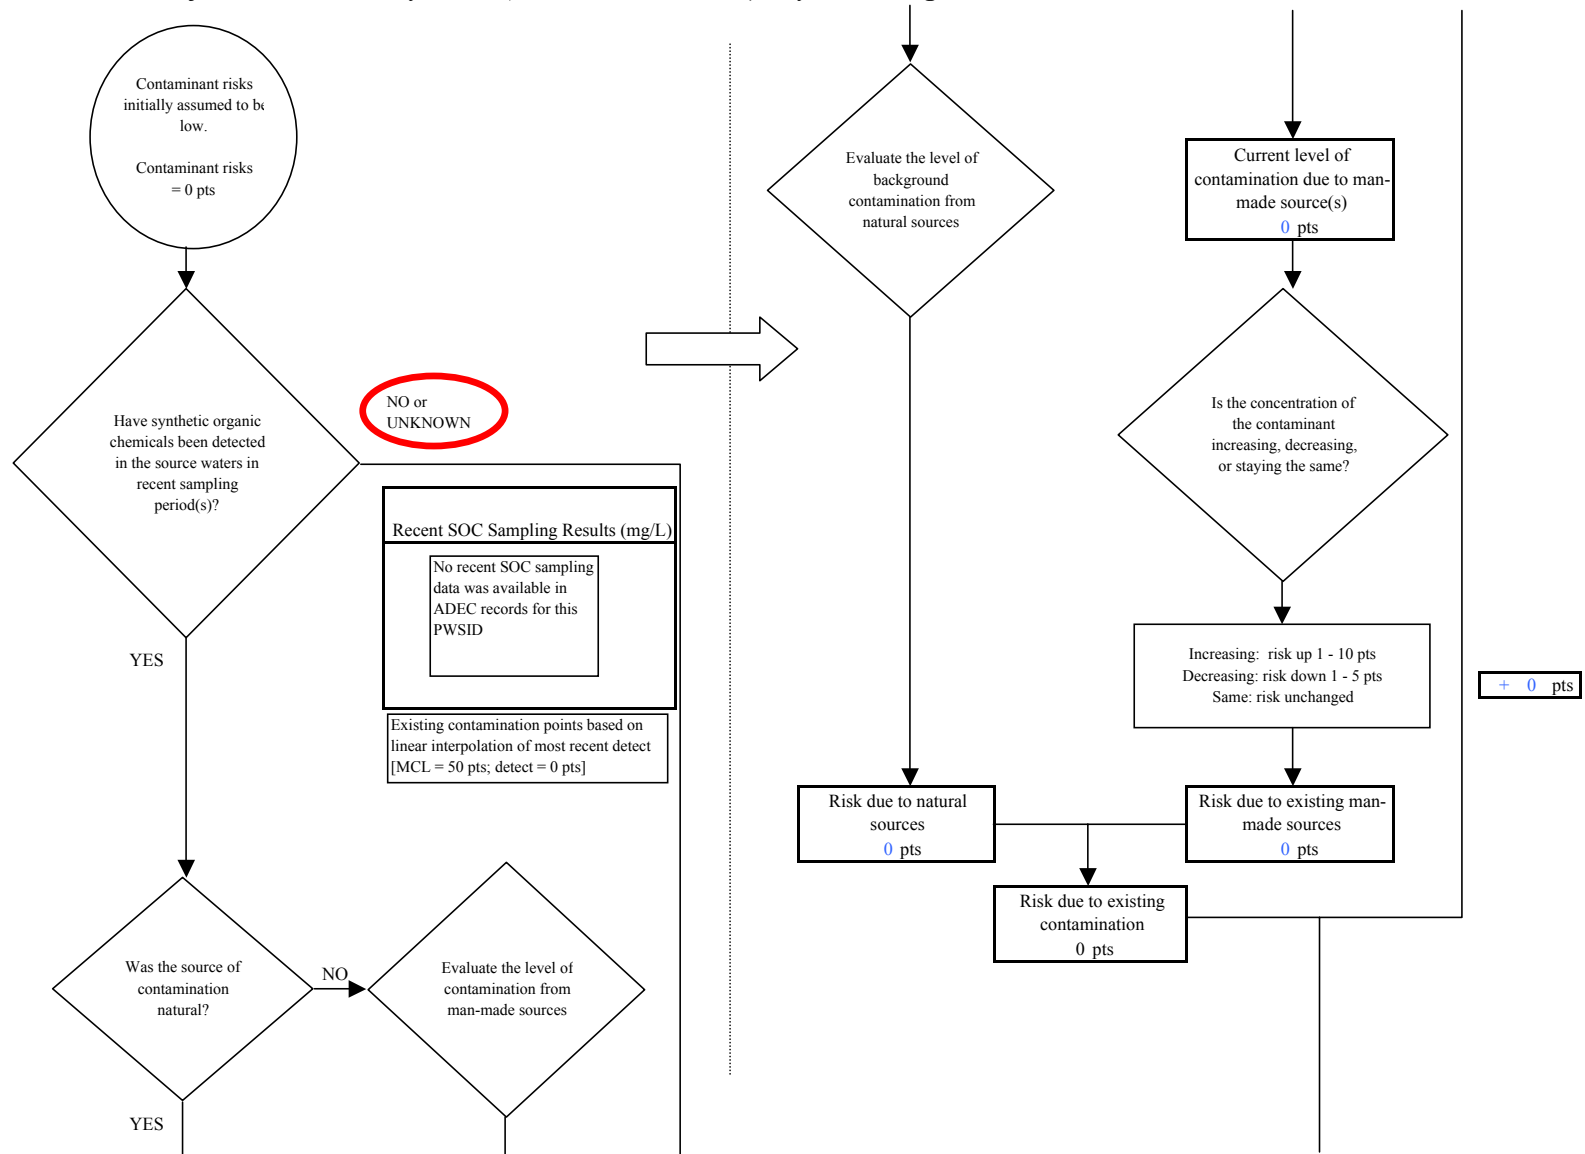 Contaminant risks
initially assumed to be
low.
Contaminant risks
= 0 pts
Have synthetic organic
chemicals been detected
in the source waters in
recent sampling
period(s)?
NO or
UNKNOWN
Recent SOC Sampling Results (mg/L)
No recent SOC sampling
data was available in
ADEC records for this
PWSID
YES
Existing contamination points based on
linear interpolation of most recent detect
[MCL = 50 pts; detect = 0 pts]
Was the source of
contamination
natural?
NO
Evaluate the level of
contamination from
man-made sources
YES
Evaluate the level of
background
contamination from
natural sources
Current level of
contamination due to man-
made source(s)
0 pts
Is the concentration of
the contaminant
increasing, decreasing,
or staying the same?
Increasing: risk up 1 - 10 pts
Decreasing: risk down 1 - 5 pts
Same: risk unchanged
+ 0 pts
Risk due to natural
sources
0 pts
Risk due to existing man-
made sources
0 pts
Risk due to existing
contamination
0 pts